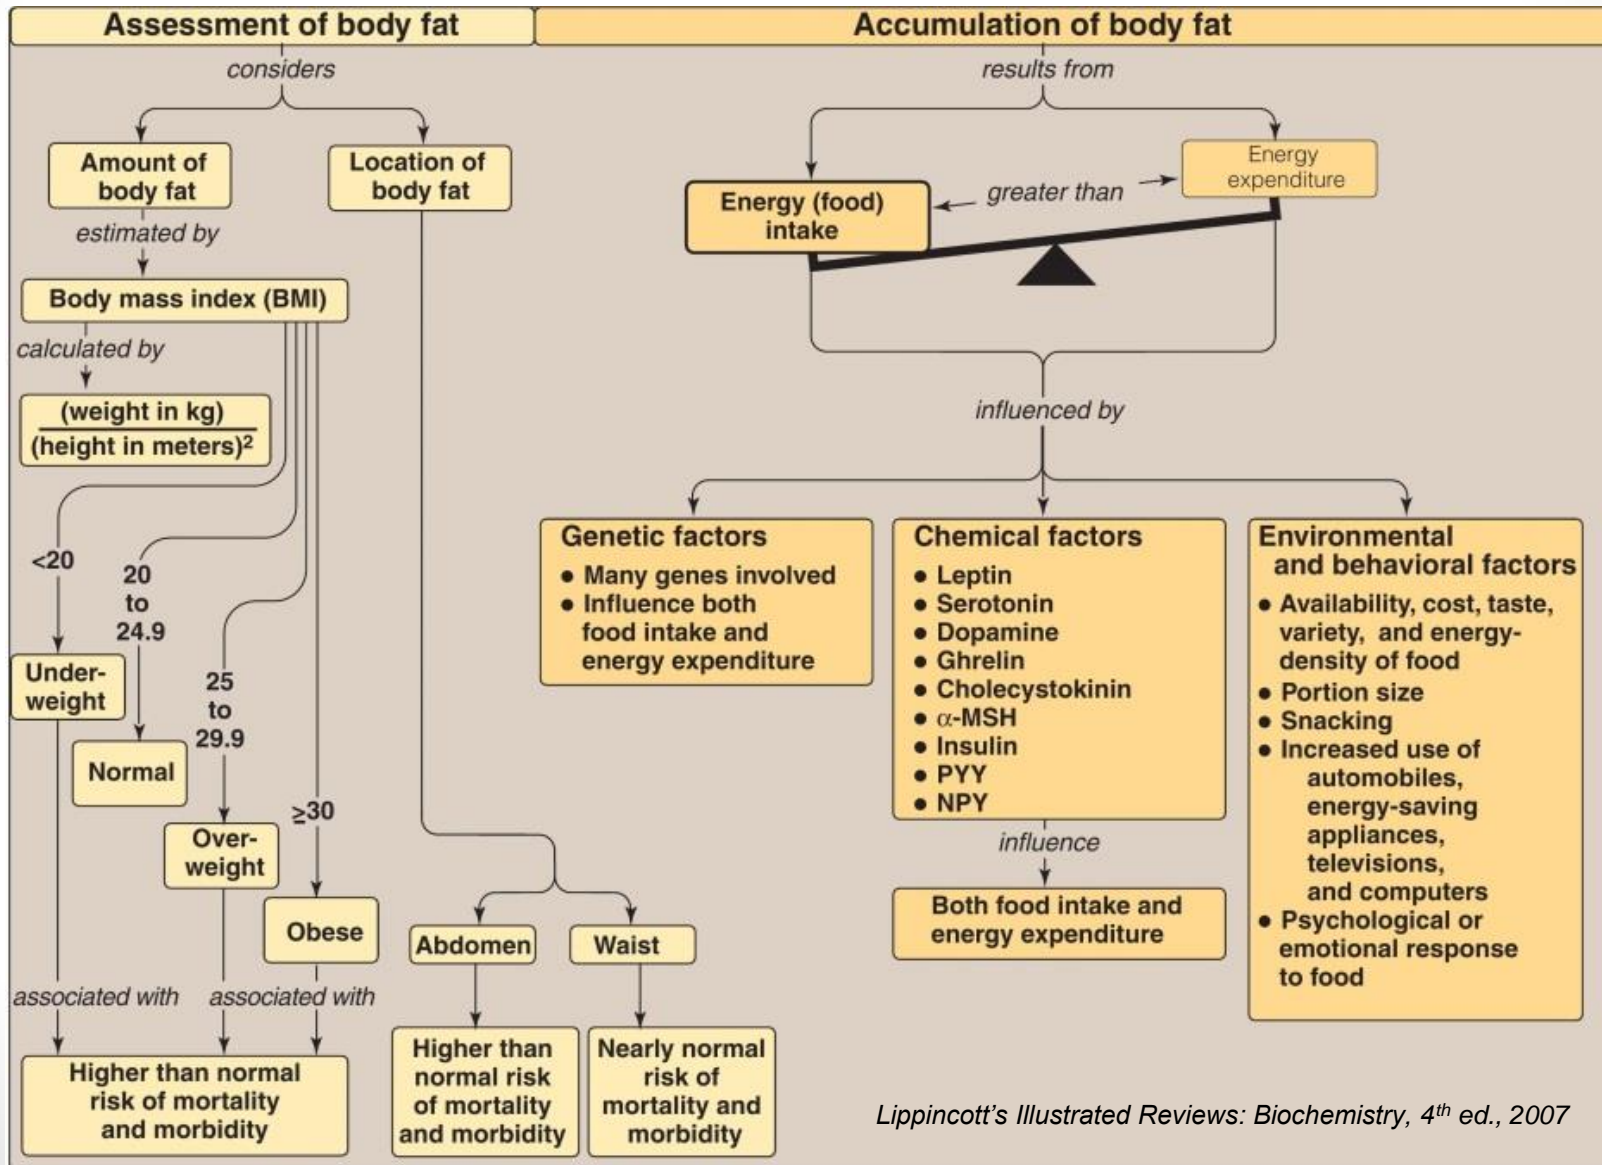 Assessment of body fat
considers
Amount of
body fat
Location of
body fat
estimated by
Body mass index (BMI)
calculated by
(weight in kg)
(height in meters)²
<20
20
to
24.9
25
to
29.9
≥30
Under-
weight
Normal
Over-
weight
Obese
Abdomen
Waist
associated with
associated with
Higher than normal
risk of mortality
and morbidity
Higher than
normal risk
of mortality
and morbidity
Nearly normal
risk of
mortality and
morbidity
Accumulation of body fat
results from
Energy (food)
intake
greater than
Energy
expenditure
influenced by
Genetic factors
● Many genes involved
● Influence both
food intake and
energy expenditure
Chemical factors
● Leptin
● Serotonin
● Dopamine
● Ghrelin
● Cholecystokinin
● α-MSH
● Insulin
● PYY
● NPY
influence
Both food intake and
energy expenditure
Environmental
and behavioral factors
● Availability, cost, taste,
variety, and energy-
density of food
● Portion size
● Snacking
● Increased use of
automobiles,
energy-saving
appliances,
televisions,
and computers
● Psychological or
emotional response
to food
Lippincott's Illustrated Reviews: Biochemistry, 4th ed., 2007